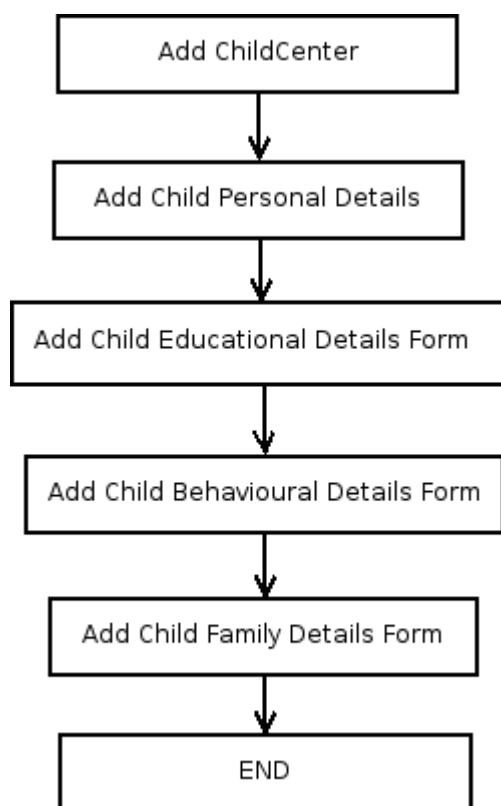 Add ChildCenter
Add Child Personal Details
Add Child Educational Details Form
Add Child Behavioural Details Form
Add Child Family Details Form
END